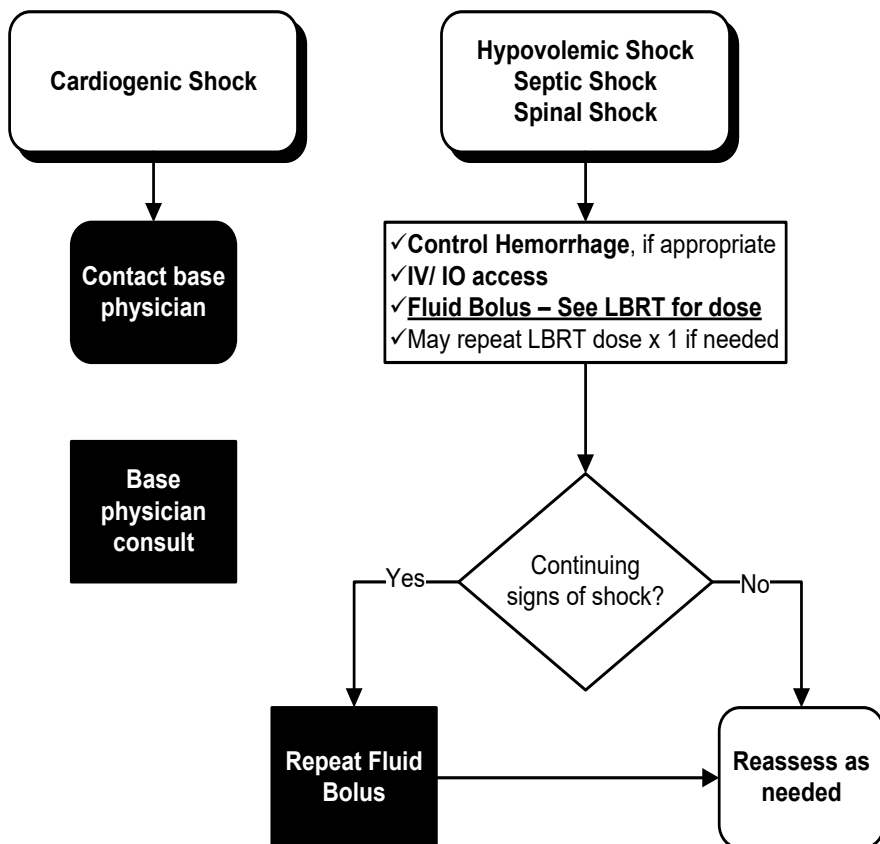 Cardiogenic Shock
Hypovolemic Shock
Septic Shock
Spinal Shock
Contact base
physician
✓Control Hemorrhage, if appropriate
✓IV/ IO access
✓Fluid Bolus – See LBRT for dose
✓May repeat LBRT dose x 1 if needed
Base
physician
consult
Continuing
signs of shock?
Yes
No
Repeat Fluid
Bolus
Reassess as
needed